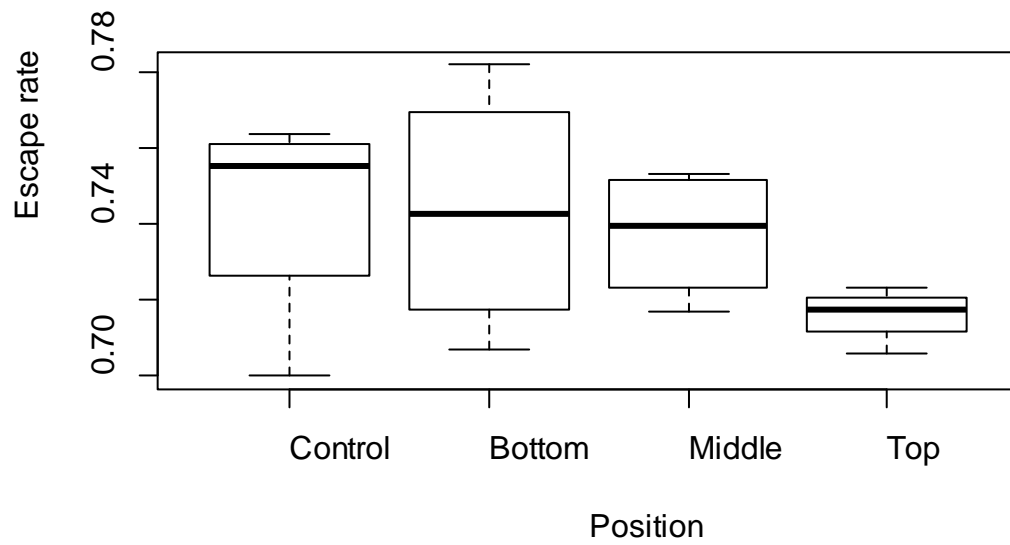 Escape rate
0.78
0.74
0.70
Control Bottom Middle Top
Position